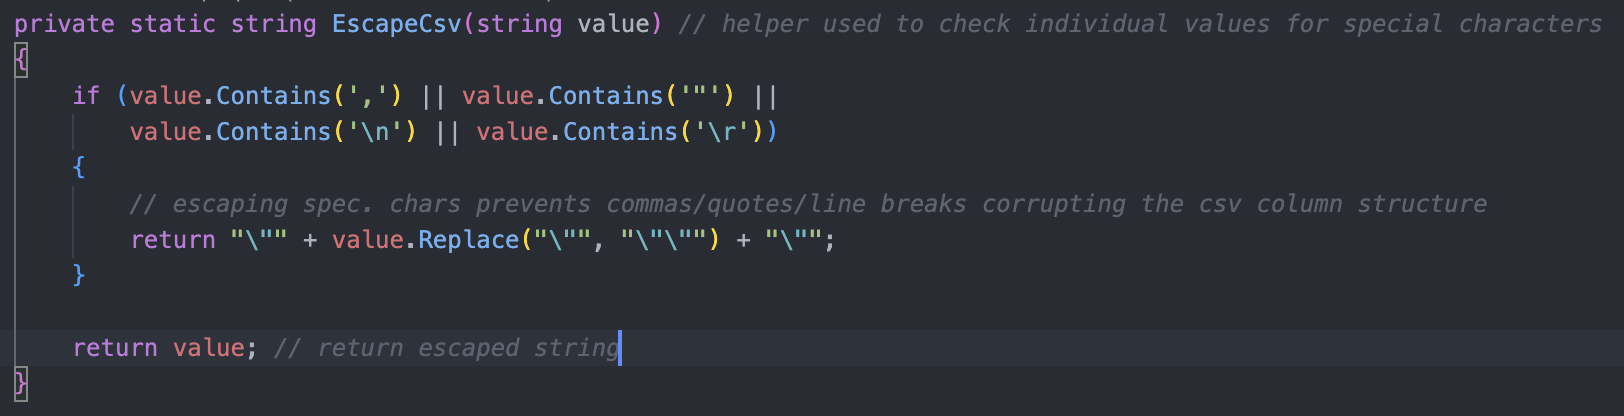 private static string EscapeCsv(string value) // helper used to check individual values for special characters
{
    if (value.Contains(',') || value.Contains('"') ||
        value.Contains('\n') || value.Contains('\r'))
    {
        // escaping spec. chars prevents commas/quotes/line breaks corrupting the csv column structure
        return "\"" + value.Replace("\"", "\"\"") + "\"";
    }

    return value; // return escaped string
}